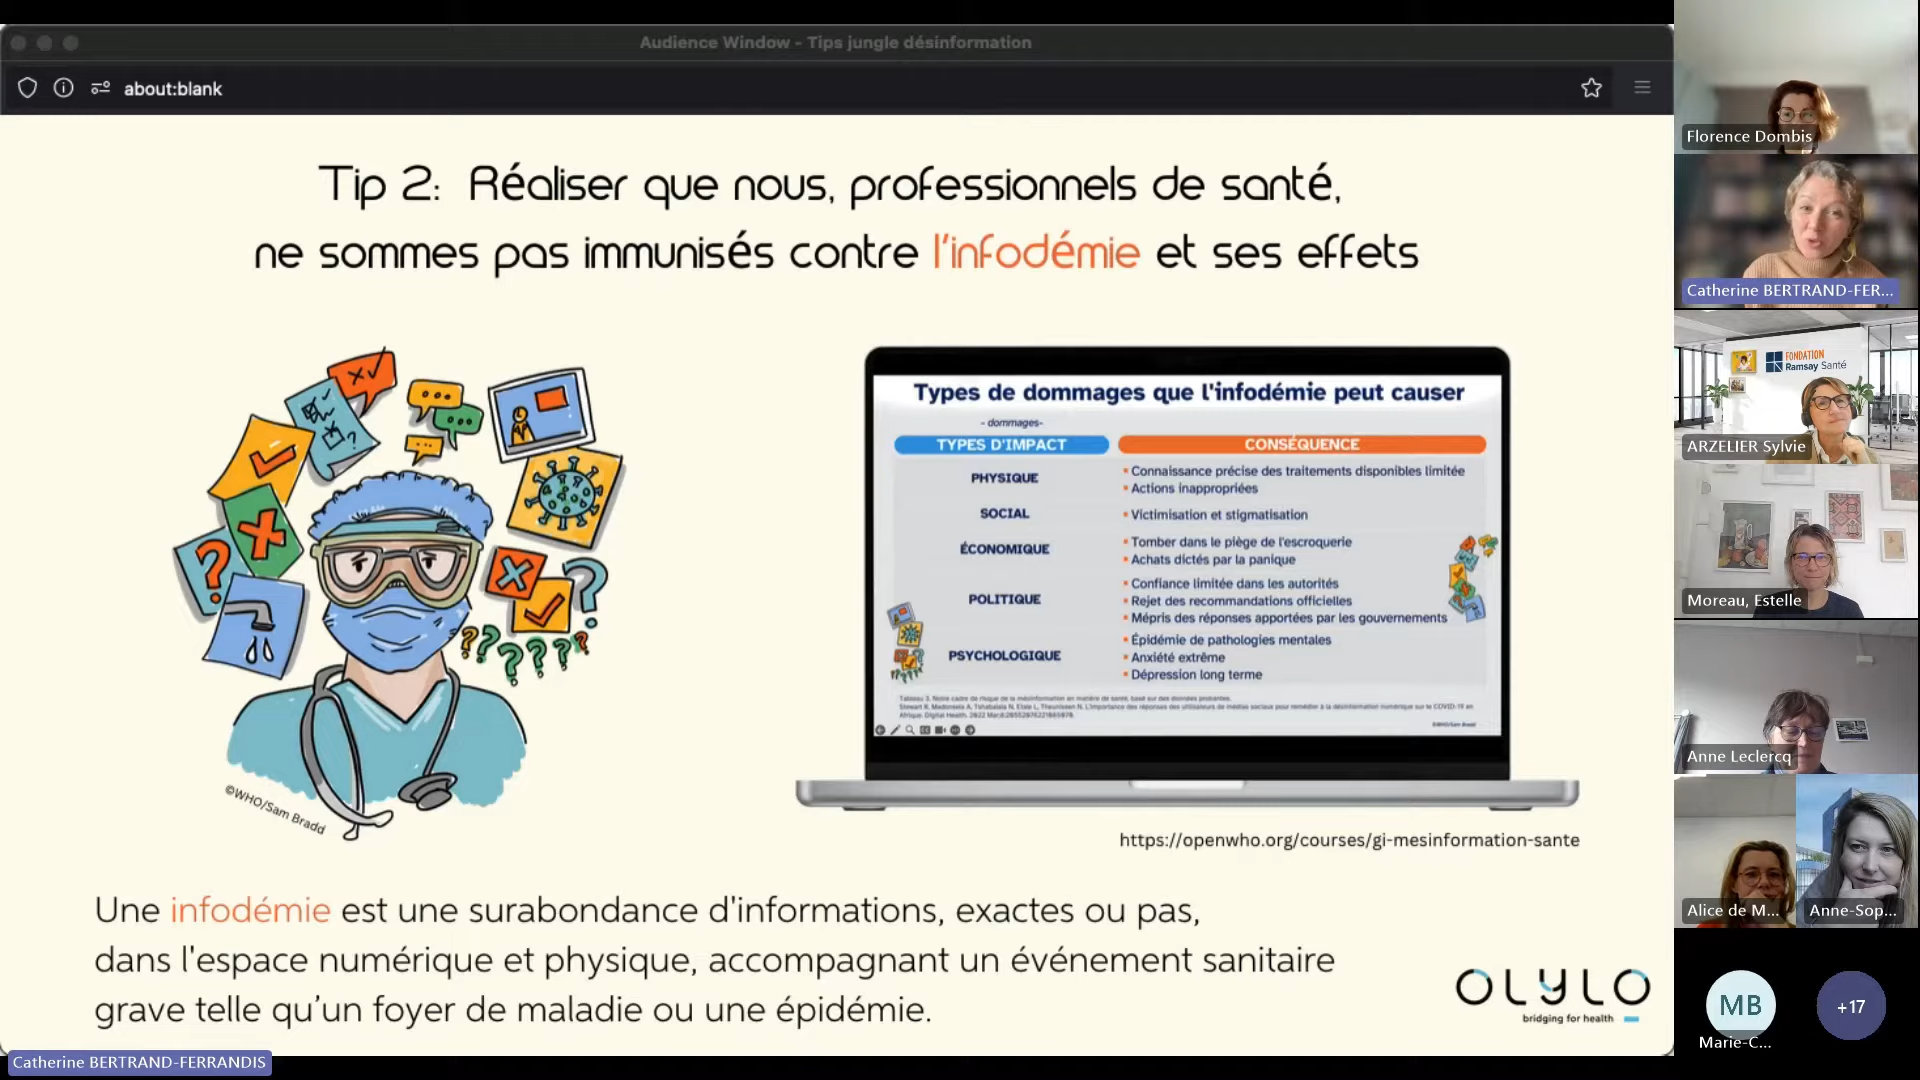 Audience Window - Tips jungle désinformation
about:blank
Tip 2: Réaliser que nous, professionnels de santé,
ne sommes pas immunisés contre l'infodémie et ses effets
©WHO/Sam Bradd
Types de dommages que l'infodémie peut causer
- dommages-
TYPES D'IMPACT
CONSÉQUENCE
PHYSIQUE
• Connaissance précise des traitements disponibles limitée
• Actions inappropriées
SOCIAL
• Victimisation et stigmatisation
ÉCONOMIQUE
• Tomber dans le piège de l'escroquerie
• Achats dictés par la panique
POLITIQUE
• Confiance limitée dans les autorités
• Rejet des recommandations officielles
• Mépris des réponses apportées par les gouvernements
PSYCHOLOGIQUE
• Épidémie de pathologies mentales
• Anxiété extrême
• Dépression long terme
©WHO/Sam Bradd
https://openwho.org/courses/gi-mesinformation-sante
Une infodémie est une surabondance d'informations, exactes ou pas,
dans l'espace numérique et physique, accompagnant un événement sanitaire
grave telle qu'un foyer de maladie ou une épidémie.
OLYLO
bridging for health
Catherine BERTRAND-FERRANDIS
Florence Dombis
Catherine BERTRAND-FER...
FONDATION
Ramsay Santé
ARZELIER Sylvie
Moreau, Estelle
Anne Leclercq
Alice de M...
Anne-Sop...
MB
+17
Marie-C...